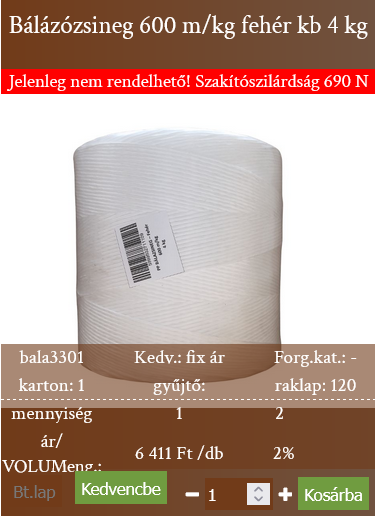 Bálázózsineg 600 m/kg fehér kb 4 kg
Jelenleg nem rendelhető! Szakítószilárdság 690 N
bala3301 Kedv.: fix ár Forg.kat.: -
karton: 1 gyűjtő: raklap: 120
mennyiség 1 2
ár/
VOLUMeng.: 6 411 Ft /db 2%
Bt.lap Kedvencbe 1 Kosárba